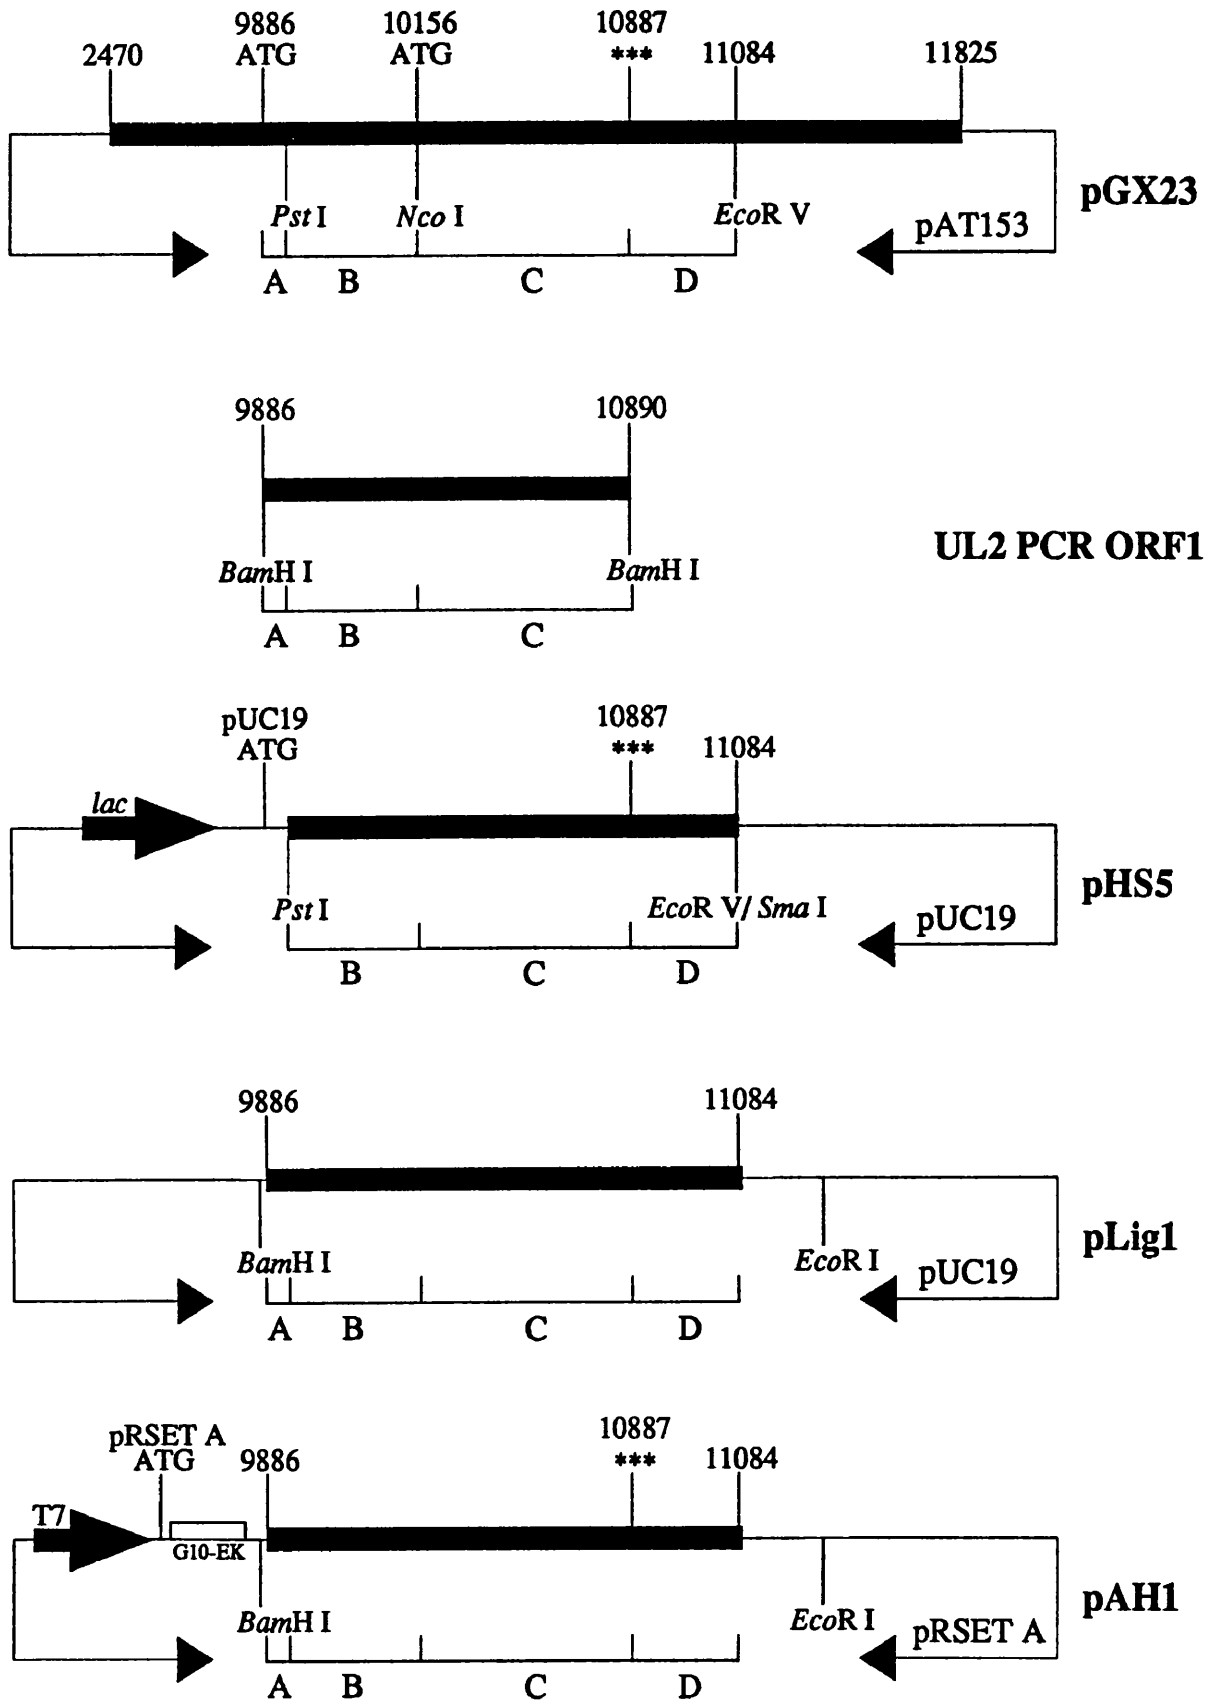 9886 10156 10887
2470 ATG ATG *** 11084 11825
Pst I Nco I EcoR V pGX23
pAT153
A B C D
9886 10890
UL2 PCR ORF1
BamH I BamH I
A B C
pUC19 10887
ATG *** 11084
lac
pHS5
Pst I EcoR V/ Sma I pUC19
B C D
9886 11084
pLig1
BamH I EcoR I pUC19
A B C D
pRSET A 10887
ATG 9886 *** 11084
T7
G10-EK
pAH1
BamH I EcoR I pRSET A
A B C D